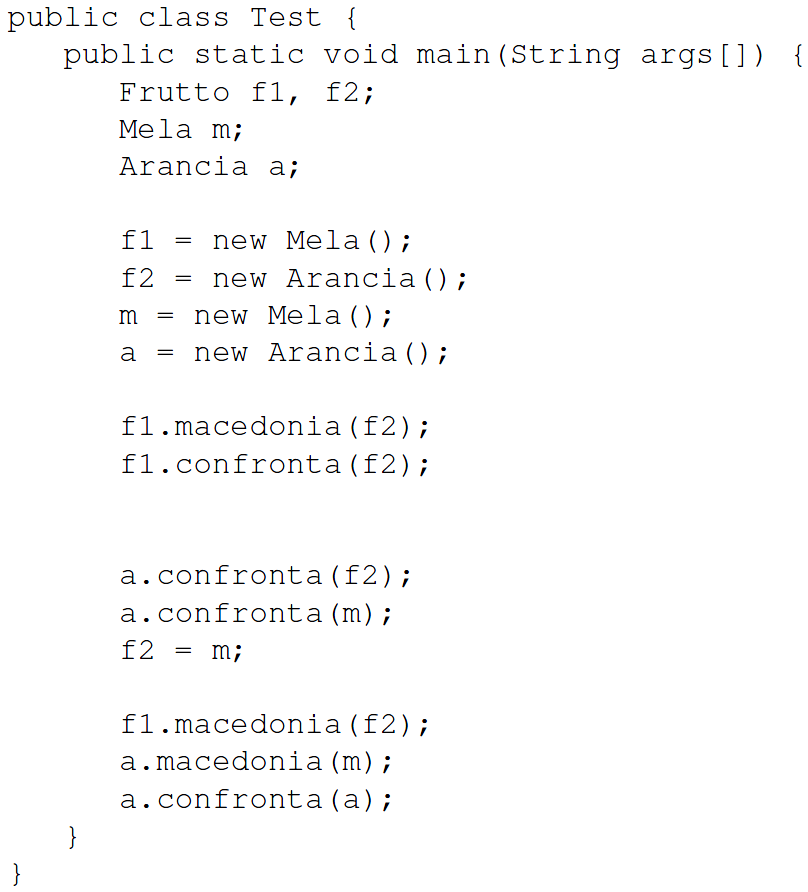 public class Test {
   public static void main(String args[]) {
      Frutto f1, f2;
      Mela m;
      Arancia a;

      f1 = new Mela();
      f2 = new Arancia();
      m = new Mela();
      a = new Arancia();

      f1.macedonia(f2);
      f1.confronta(f2);

      a.confronta(f2);
      a.confronta(m);
      f2 = m;

      f1.macedonia(f2);
      a.macedonia(m);
      a.confronta(a);
   }
}